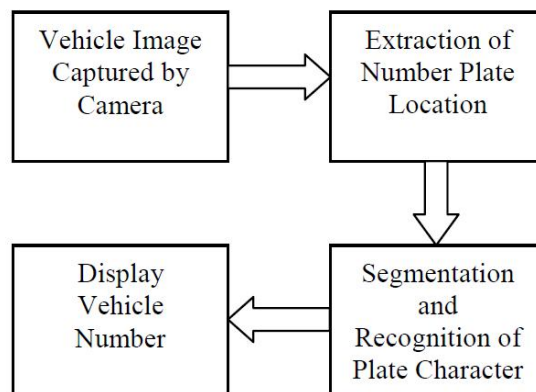 Vehicle Image
Captured by
Camera
Extraction of
Number Plate
Location
Segmentation
and
Recognition of
Plate Character
Display
Vehicle
Number